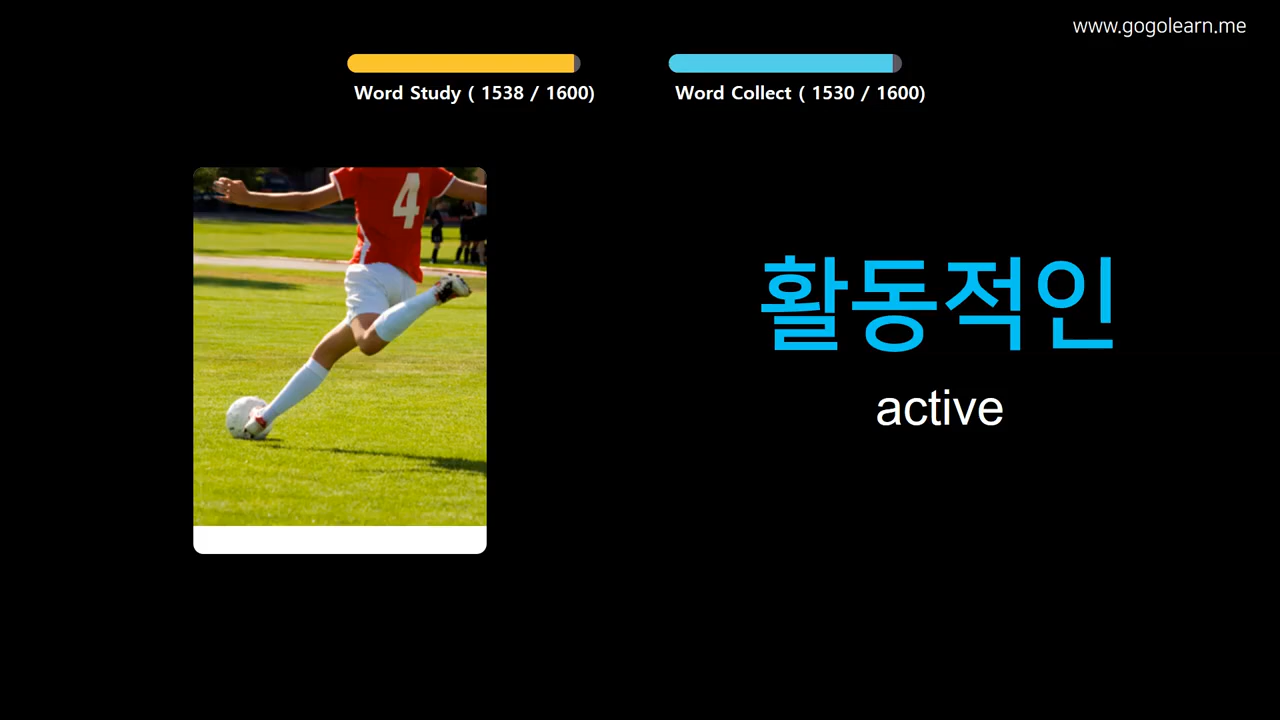 www.gogolearn.me
Word Study ( 1538 / 1600)
Word Collect ( 1530 / 1600)
4
활동적인
active